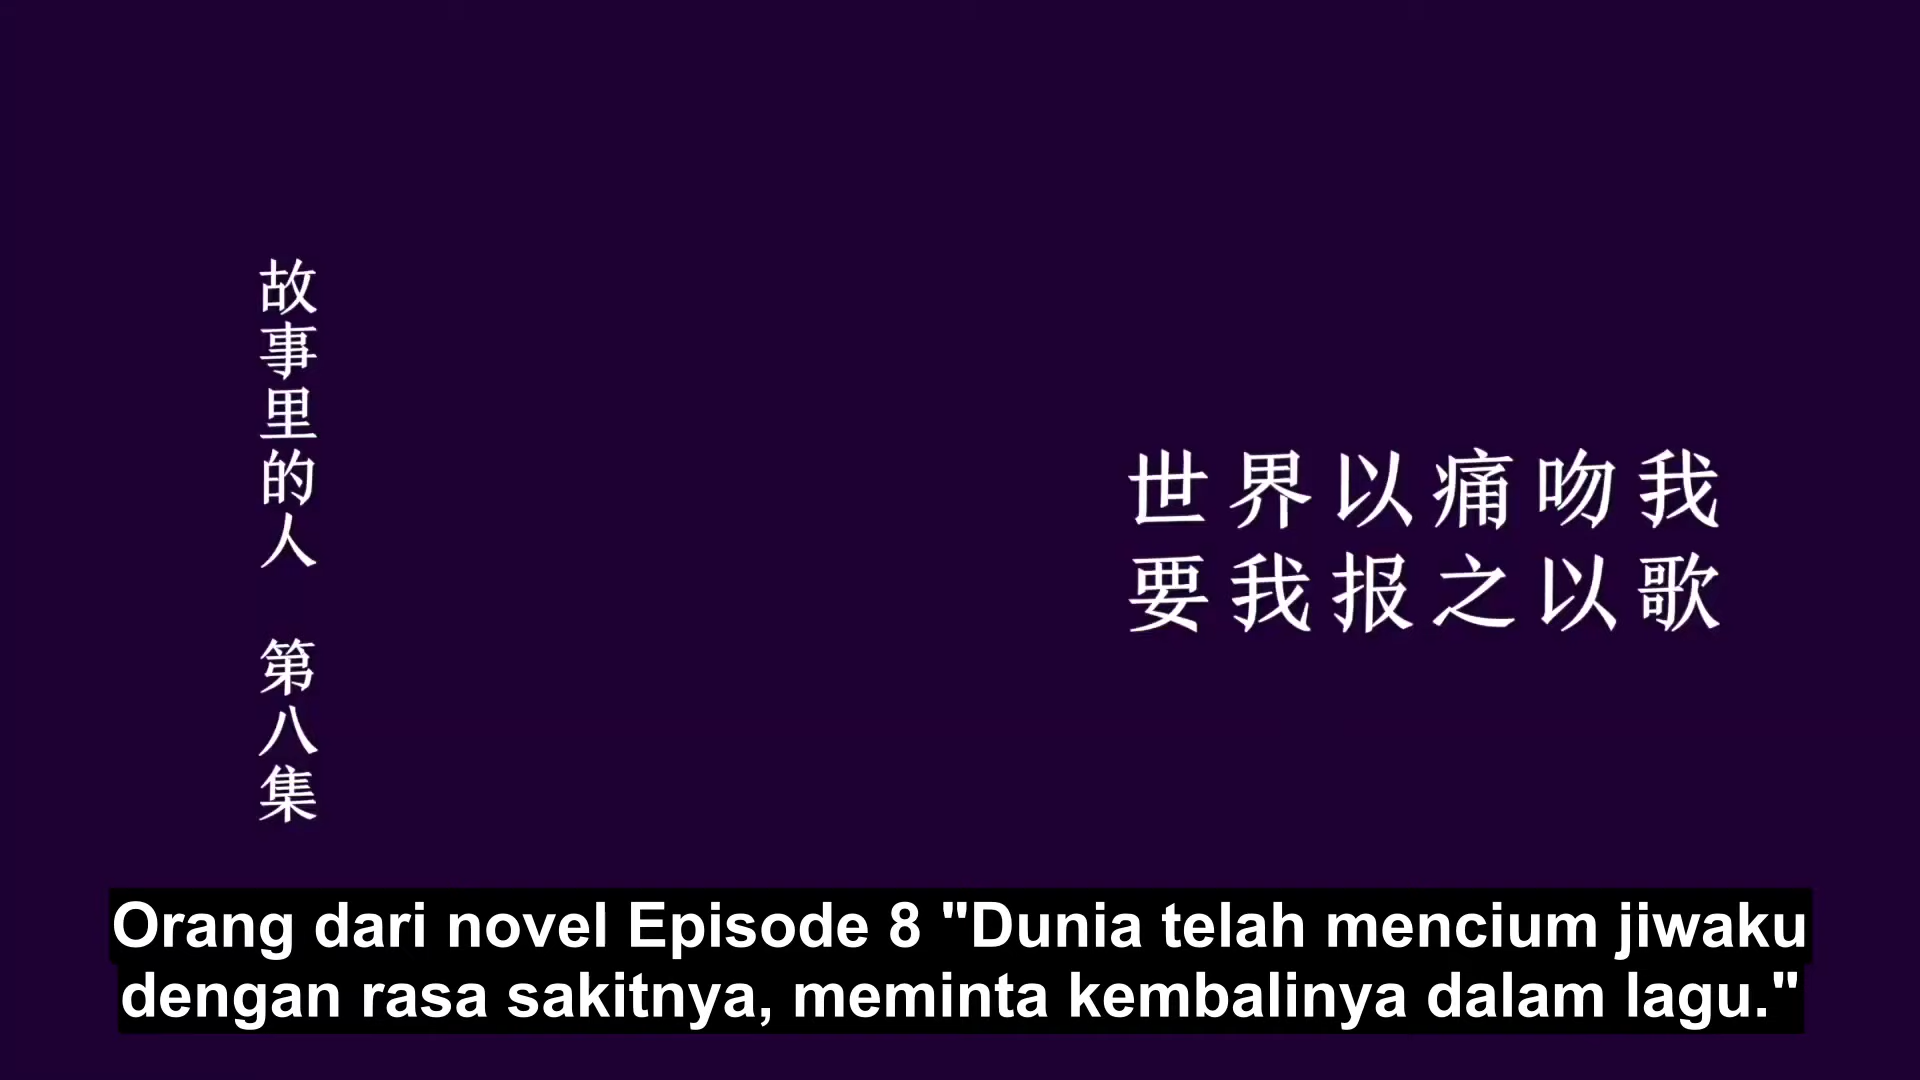 故事里的人 第八集
世界以痛吻我
要我报之以歌
Orang dari novel Episode 8 "Dunia telah mencium jiwaku
dengan rasa sakitnya, meminta kembalinya dalam lagu."